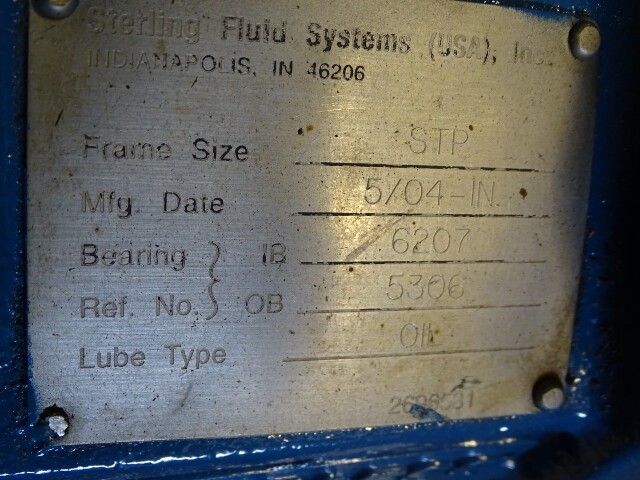 Sterling Fluid Systems (USA), Inc.
INDIANAPOLIS, IN 46206
Frame Size STP
Mfg. Date 5/04-IN
Bearing } IB 6207
Ref. No. } OB 5306
Lube Type OIL